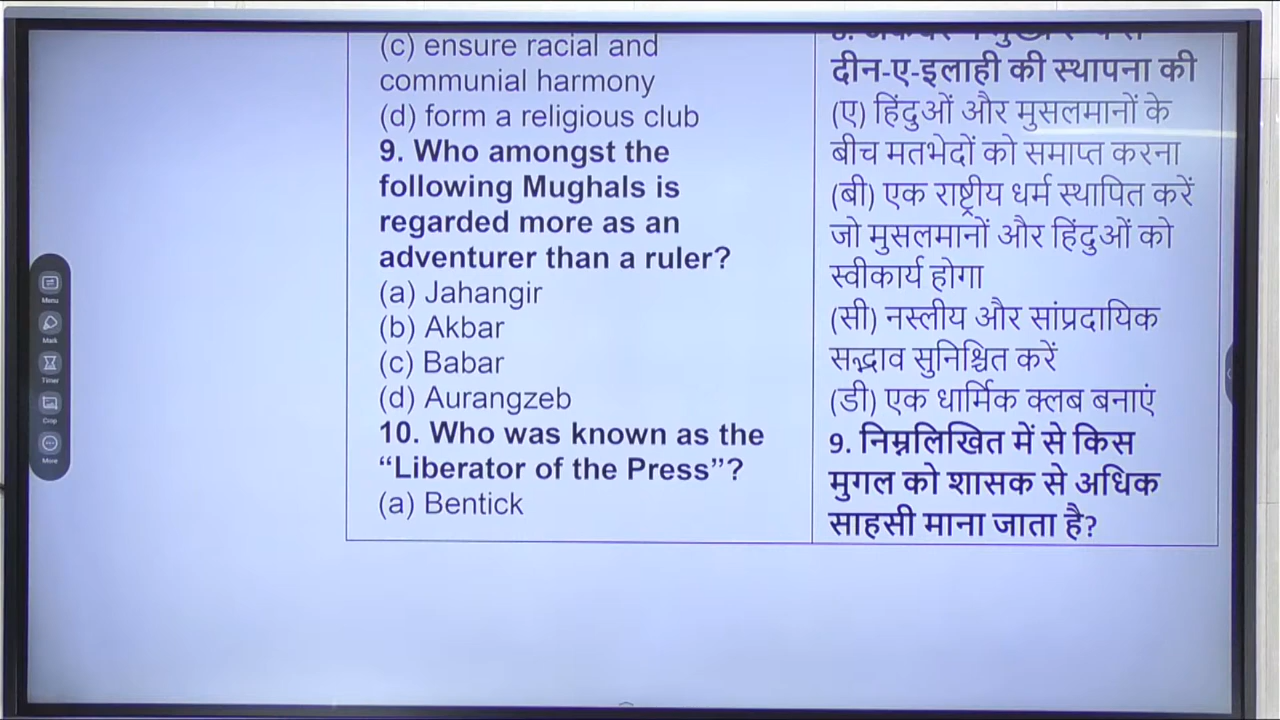 (c) ensure racial and
communial harmony
(d) form a religious club
9. Who amongst the
following Mughals is
regarded more as an
adventurer than a ruler?
(a) Jahangir
(b) Akbar
(c) Babar
(d) Aurangzeb
10. Who was known as the
“Liberator of the Press”?
(a) Bentick
दीन-ए-इलाही की स्थापना की
(ए) हिंदुओं और मुसलमानों के
बीच मतभेदों को समाप्त करना
(बी) एक राष्ट्रीय धर्म स्थापित करें
जो मुसलमानों और हिंदुओं को
स्वीकार्य होगा
(सी) नस्लीय और सांप्रदायिक
सद्भाव सुनिश्चित करें
(डी) एक धार्मिक क्लब बनाएं
9. निम्नलिखित में से किस
मुगल को शासक से अधिक
साहसी माना जाता है?
Menu
Mark
Timer
Crop
More